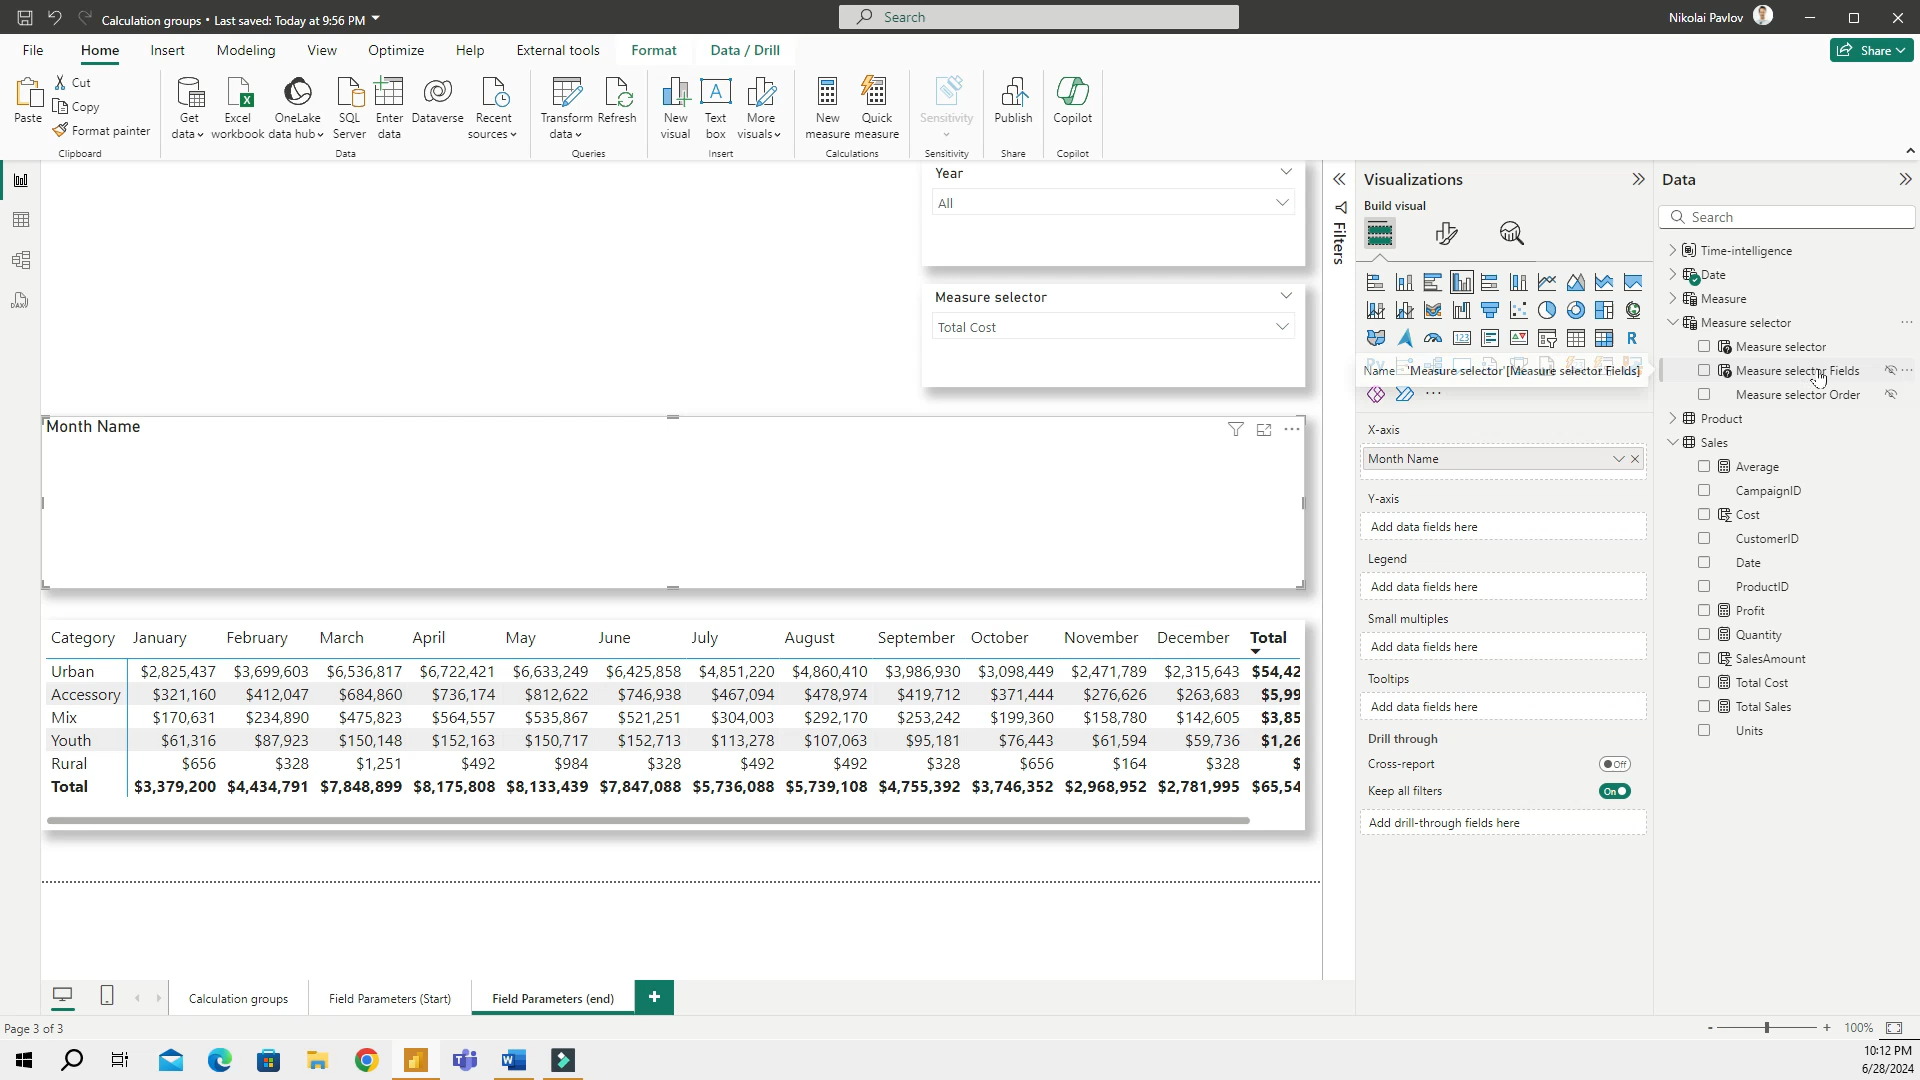 Calculation groups • Last saved: Today at 9:56 PM
Search
Nikolai Pavlov
File Home Insert Modeling View Optimize Help External tools Format Data / Drill
Share
Paste
Cut
Copy
Format painter
Clipboard
Get data
Excel workbook
OneLake data hub
SQL Server
Enter data
Dataverse
Recent sources
Data
Transform data
Refresh
Queries
New visual
Text box
More visuals
Insert
New measure
Quick measure
Calculations
Sensitivity
Sensitivity
Publish
Share
Copilot
Copilot
Year
All
Measure selector
Total Cost
Month Name
Category January February March April May June July August September October November December Total
Urban $2,825,437 $3,699,603 $6,536,817 $6,722,421 $6,633,249 $6,425,858 $4,851,220 $4,860,410 $3,986,930 $3,098,449 $2,471,789 $2,315,643 $54,42
Accessory $321,160 $412,047 $684,860 $736,174 $812,622 $746,938 $467,094 $478,974 $419,712 $371,444 $276,626 $263,683 $5,99
Mix $170,631 $234,890 $475,823 $564,557 $535,867 $521,251 $304,003 $292,170 $253,242 $199,360 $158,780 $142,605 $3,85
Youth $61,316 $87,923 $150,148 $152,163 $150,717 $152,713 $113,278 $107,063 $95,181 $76,443 $61,594 $59,736 $1,26
Rural $656 $328 $1,251 $492 $984 $328 $492 $492 $328 $656 $164 $328 $
Total $3,379,200 $4,434,791 $7,848,899 $8,175,808 $8,133,439 $7,847,088 $5,736,088 $5,739,108 $4,755,392 $3,746,352 $2,968,952 $2,781,995 $65,54
Filters
Visualizations
Build visual
R
123
Name 'Measure selector'[Measure selector Fields]
X-axis
Month Name
Y-axis
Add data fields here
Legend
Add data fields here
Small multiples
Add data fields here
Tooltips
Add data fields here
Drill through
Cross-report Off
Keep all filters On
Add drill-through fields here
Data
Search
Time-intelligence
Date
Measure
Measure selector
Measure selector
Measure selector Fields
Measure selector Order
Product
Sales
Average
CampaignID
Cost
CustomerID
Date
ProductID
Profit
Quantity
SalesAmount
Total Cost
Total Sales
Units
Calculation groups
Field Parameters (Start)
Field Parameters (end)
Page 3 of 3
100%
10:12 PM
6/28/2024